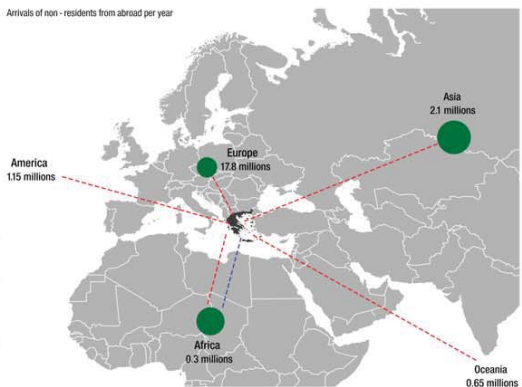 Arrivals of non - residents from abroad per year
Asia
2.1 millions
Europe
17.8 millions
America
1.15 millions
Africa
0.3 millions
Oceania
0.65 millions